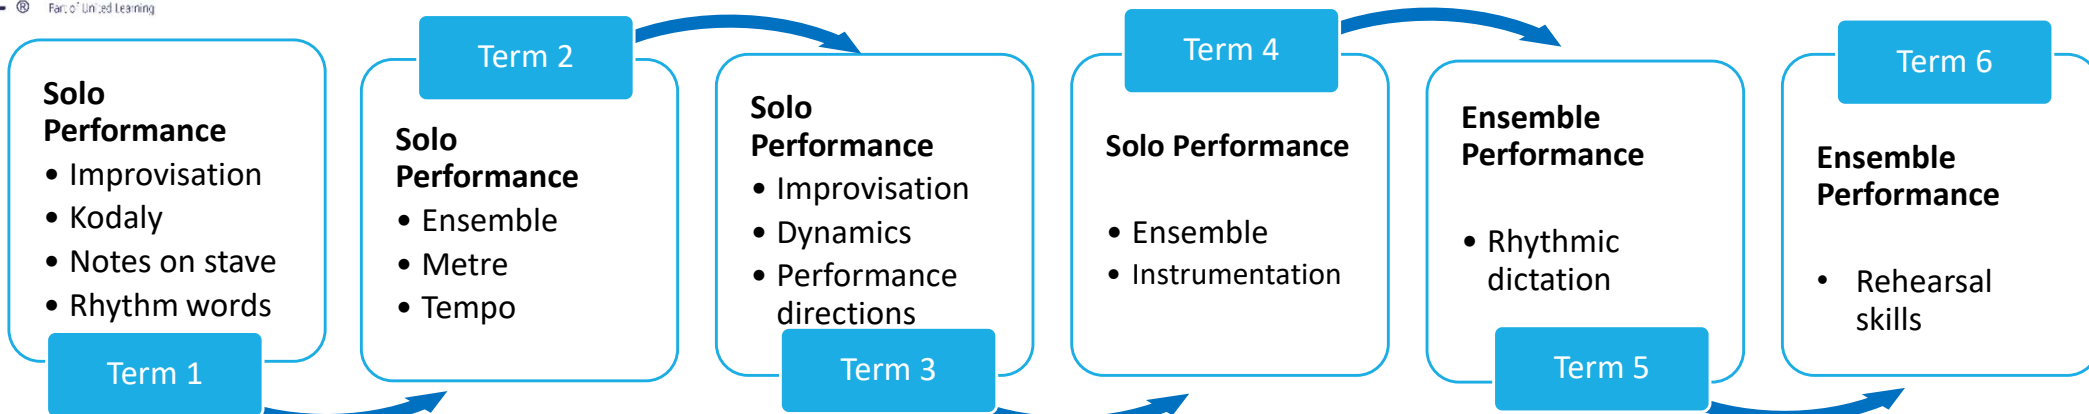 ® Part of United Learning
Solo
Performance
• Improvisation
• Kodaly
• Notes on stave
• Rhythm words
Term 1
Term 2
Solo
Performance
• Ensemble
• Metre
• Tempo
Solo
Performance
• Improvisation
• Dynamics
• Performance
directions
Term 3
Term 4
Solo Performance
• Ensemble
• Instrumentation
Ensemble
Performance
• Rhythmic
dictation
Term 5
Term 6
Ensemble
Performance
• Rehearsal
skills